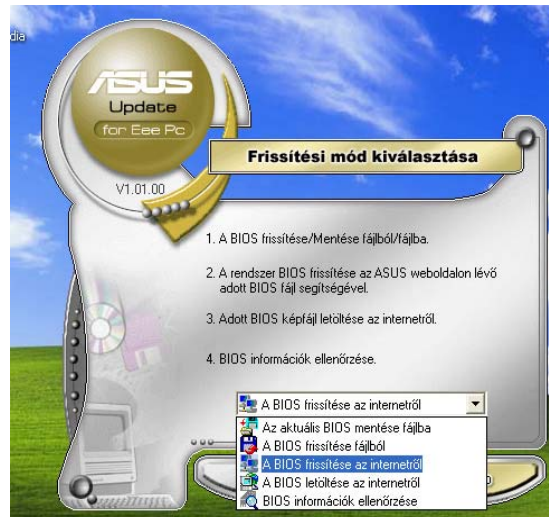 dia
ASUS
Update
for Eee Pc
Frissítési mód kiválasztása
V1.01.00
1. A BIOS frissítése/Mentése fájlból/fájlba.
2. A rendszer BIOS frissítése az ASUS weboldalon lévő
adott BIOS fájl segítségével.
3. Adott BIOS képfájl letöltése az internetről.
4. BIOS információk ellenőrzése.
A BIOS frissítése az internetről
Az aktuális BIOS mentése fájlba
A BIOS frissítése fájlból
A BIOS frissítése az internetről
A BIOS letöltése az internetről
BIOS információk ellenőrzése